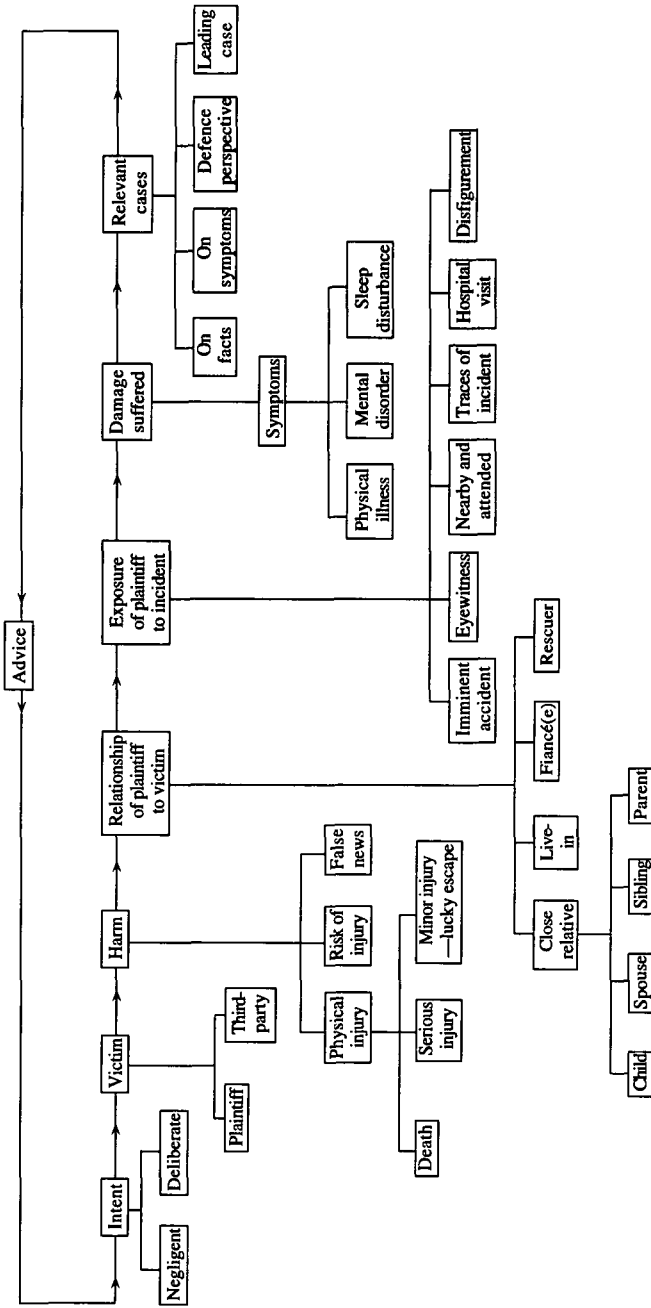 Advice
Intent
Negligent
Deliberate
Victim
Plaintiff
Third-
party
Harm
Physical
injury
Death
Serious
injury
Minor injury
—lucky escape
Risk of
injury
False
news
Relationship
of plaintiff
to victim
Close
relative
Child
Spouse
Sibling
Parent
Live-
in
Fiancé(e)
Rescuer
Exposure
of plaintiff
to incident
Imminent
accident
Eyewitness
Nearby and
attended
Traces of
incident
Hospital
visit
Disfigurement
Damage
suffered
Symptoms
Physical
illness
Mental
disorder
Sleep
disturbance
Relevant
cases
On
facts
On
symptoms
Defence
perspective
Leading
case